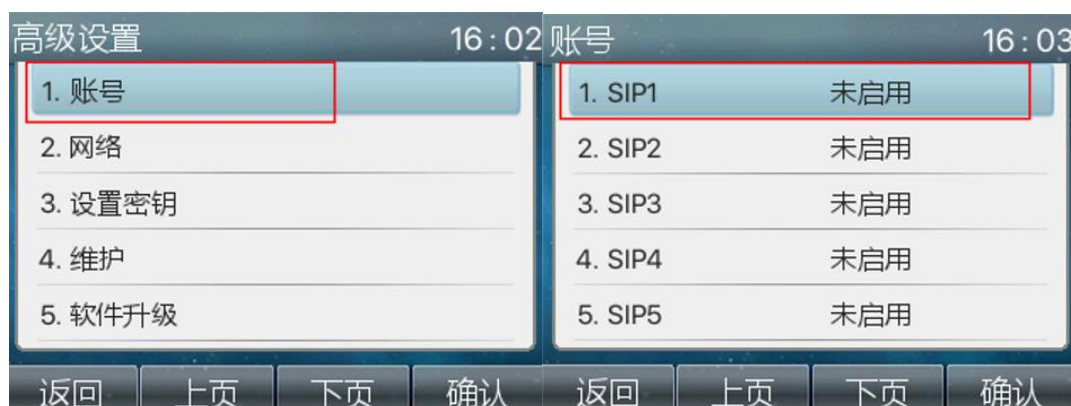 高级设置 16:02
1. 账号
2. 网络
3. 设置密钥
4. 维护
5. 软件升级
返回 上页 下页 确认
账号 16:03
1. SIP1 未启用
2. SIP2 未启用
3. SIP3 未启用
4. SIP4 未启用
5. SIP5 未启用
返回 上页 下页 确认